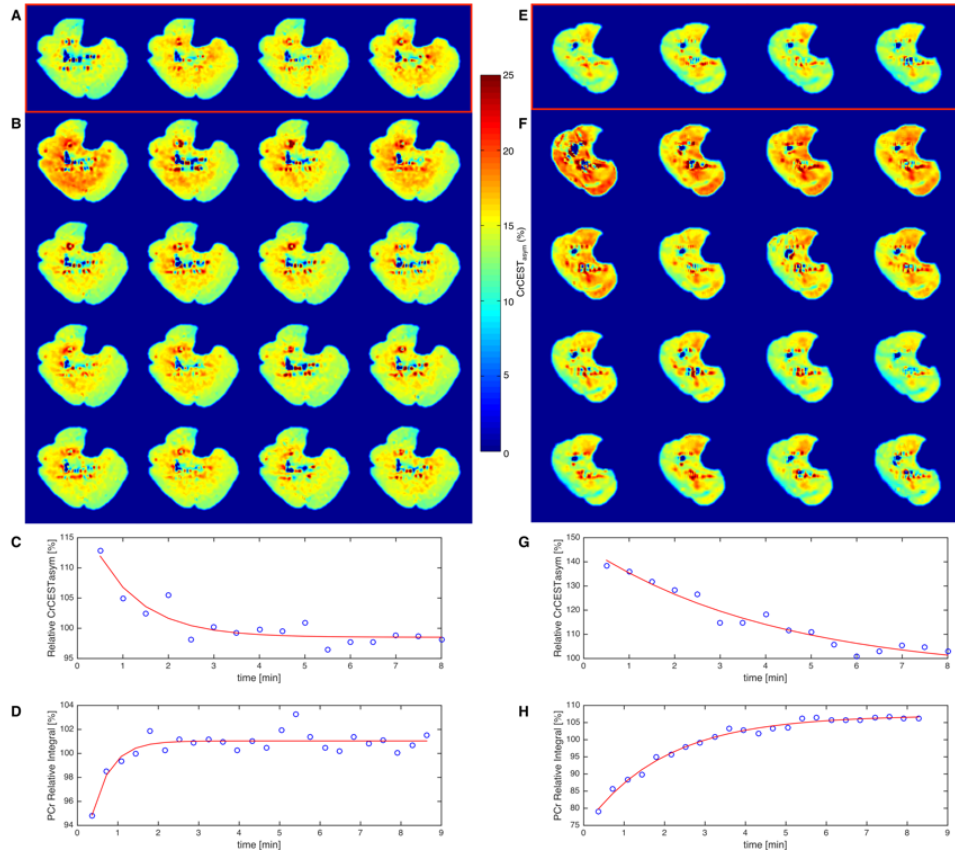 A
E
25
20
15
10
5
0
CrCESTasym (%)
B
F
C
Relative CrCESTasym [%]
115
110
105
100
95
0 1 2 3 4 5 6 7 8
time [min]
G
Relative CrCESTasym [%]
150
140
130
120
110
100
0 1 2 3 4 5 6 7 8
time [min]
D
PCr Relative Integral [%]
104
102
100
98
96
94
0 1 2 3 4 5 6 7 8 9
time [min]
H
PCr Relative Integral [%]
110
105
100
95
90
85
80
75
0 1 2 3 4 5 6 7 8 9
time [min]